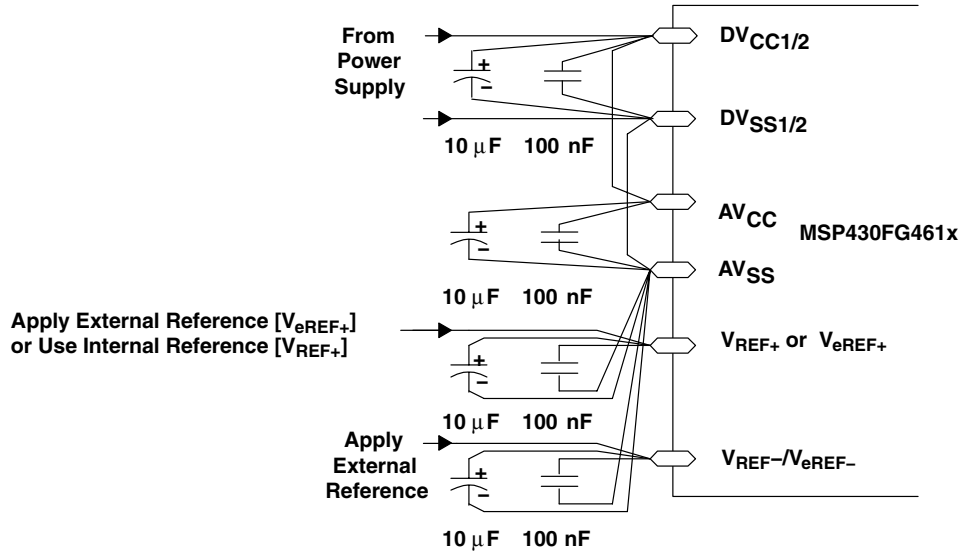 From
Power
Supply
DVCC1/2
+
−
DVSS1/2
10 μF 100 nF
AVCC
MSP430FG461x
+
−
AVSS
10 μF 100 nF
Apply External Reference [VeREF+]
or Use Internal Reference [VREF+]
VREF+ or VeREF+
+
−
10 μF 100 nF
Apply
External
Reference
VREF−/VeREF−
+
−
10 μF 100 nF